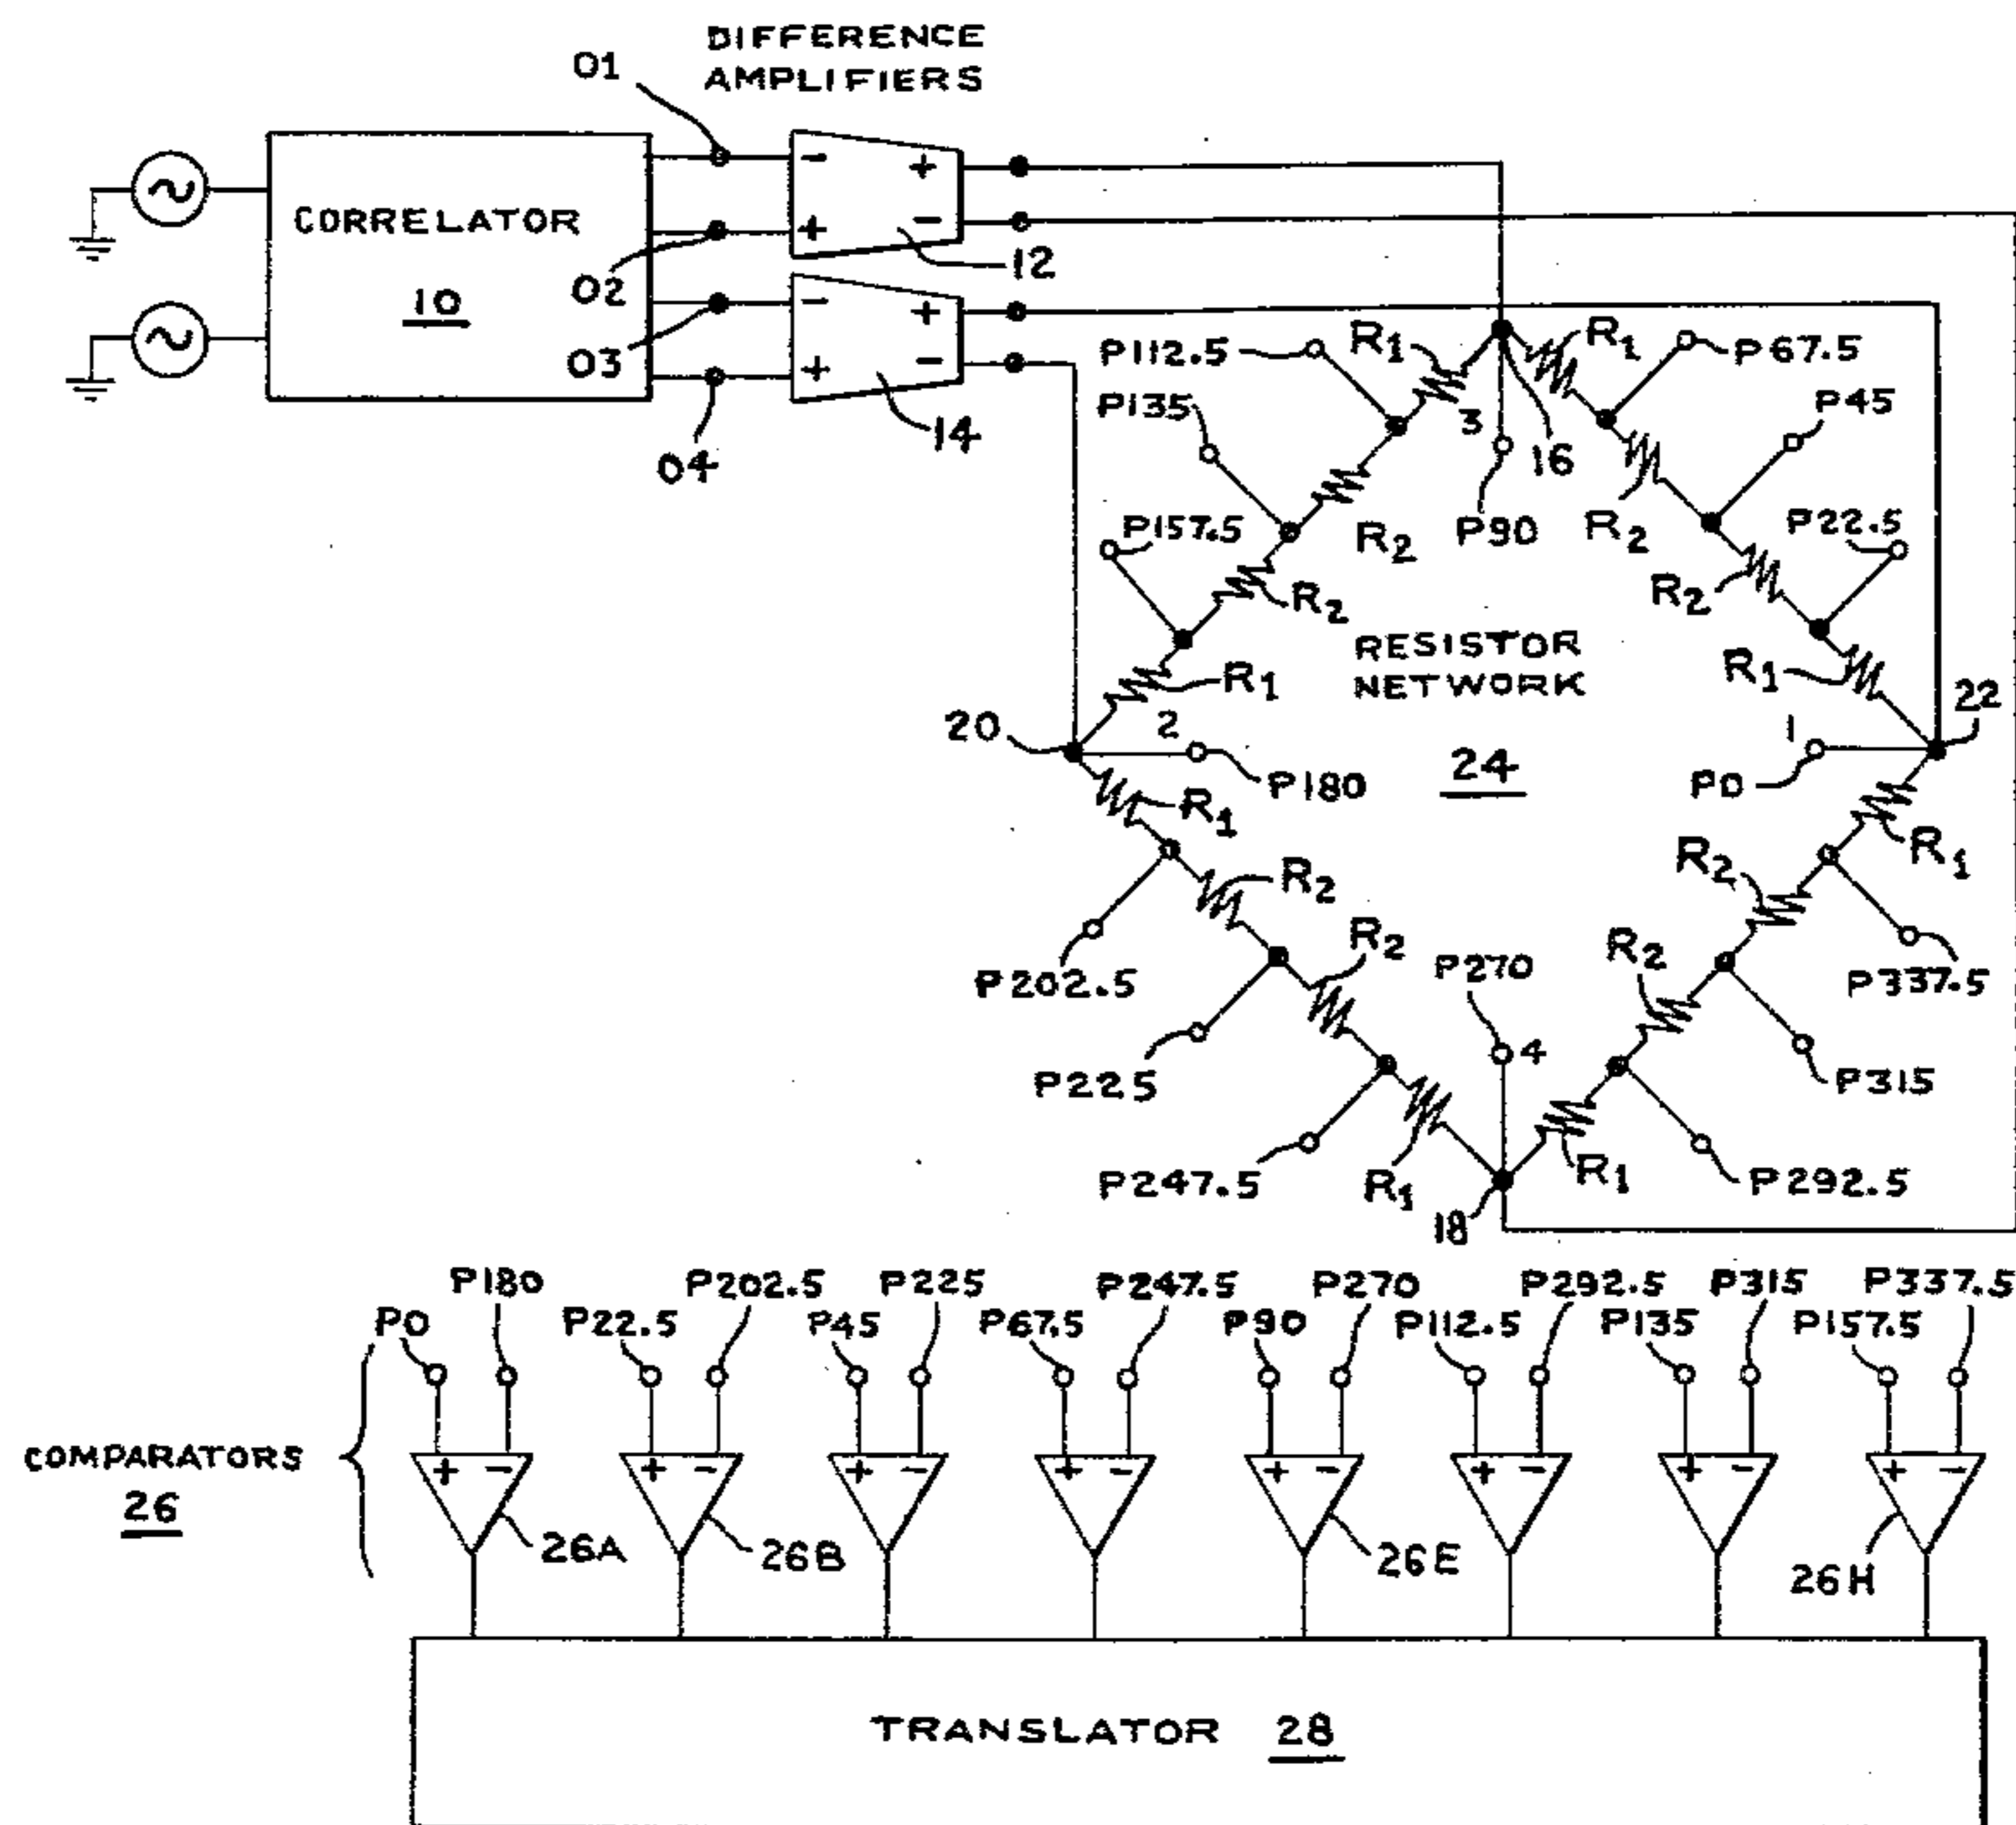 DIFFERENCE
AMPLIFIERS
01
- +
CORRELATOR
+ -
12
02
10
- +
03
+ -
14
04
P112.5
R1
R1
P67.5
P135
3
16
P45
P157.5
R2
P90
R2
P22.5
R2
R2
RESISTOR
NETWORK
R1
R1
22
20
2
24
1
P180
P0
R1
R2
R1
R2
R2
R2
P270
P202.5
P337.5
4
P225
P315
P247.5
R1
R1
P292.5
18
P180
P202.5
P225
P247.5
P270
P292.5
P315
P337.5
P0
P22.5
P45
P67.5
P90
P112.5
P135
P157.5
COMPARATORS
26
+ - + - + - + - + - + - + - + -
26A
26B
26E
26H
TRANSLATOR 28